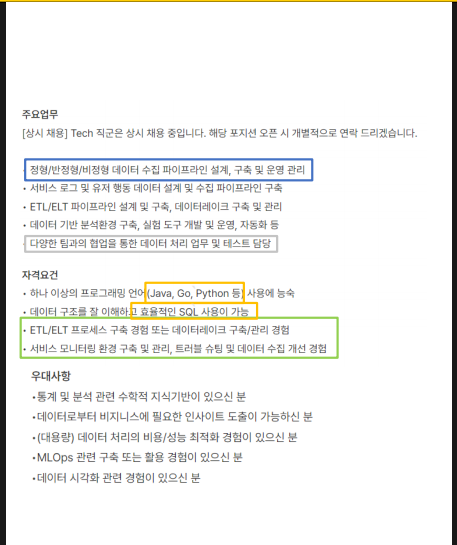 주요업무
[상시 채용] Tech 직군은 상시 채용 중입니다. 해당 포지션 오픈 시 개별적으로 연락 드리겠습니다.
• 정형/반정형/비정형 데이터 수집 파이프라인 설계, 구축 및 운영 관리
• 서비스 로그 및 유저 행동 데이터 설계 및 수집 파이프라인 구축
• ETL/ELT 파이프라인 설계 및 구축, 데이터레이크 구축 및 관리
• 데이터 기반 분석환경 구축, 실험 도구 개발 및 운영, 자동화 등
• 다양한 팀과의 협업을 통한 데이터 처리 업무 및 테스트 담당
자격요건
• 하나 이상의 프로그래밍 언어(Java, Go, Python 등) 사용에 능숙
• 데이터 구조를 잘 이해하고 효율적인 SQL 사용이 가능
• ETL/ELT 프로세스 구축 경험 또는 데이터레이크 구축/관리 경험
• 서비스 모니터링 환경 구축 및 관리, 트러블 슈팅 및 데이터 수집 개선 경험
우대사항
•통계 및 분석 관련 수학적 지식기반이 있으신 분
•데이터로부터 비지니스에 필요한 인사이트 도출이 가능하신 분
•(대용량) 데이터 처리의 비용/성능 최적화 경험이 있으신 분
•MLOps 관련 구축 또는 활용 경험이 있으신 분
•데이터 시각화 관련 경험이 있으신 분